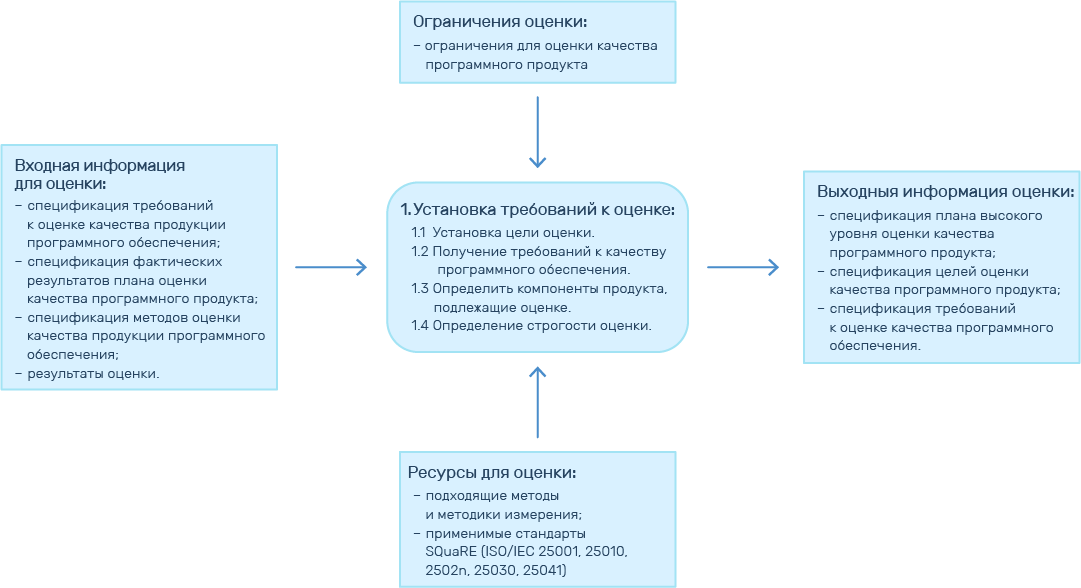 Ограничения оценки:
– ограничения для оценки качества
программного продукта
Входная информация
для оценки:
– спецификация требований
к оценке качества продукции
программного обеспечения;
– спецификация фактических
результатов плана оценки
качества программного продукта;
– спецификация методов оценки
качества продукции программного
обеспечения;
– результаты оценки.
1.Установка требований к оценке:
1.1 Установка цели оценки.
1.2 Получение требований к качеству
программного обеспечения.
1.3 Определить компоненты продукта,
подлежащие оценке.
1.4 Определение строгости оценки.
Выходныя информация оценки:
– спецификация плана высокого
уровня оценки качества
программного продукта;
– спецификация целей оценки
качества программного продукта;
– спецификация требований
к оценке качества программного
обеспечения.
Ресурсы для оценки:
– подходящие методы
и методики измерения;
– применимые стандарты
SQuaRE (ISO/IEC 25001, 25010,
2502n, 25030, 25041)